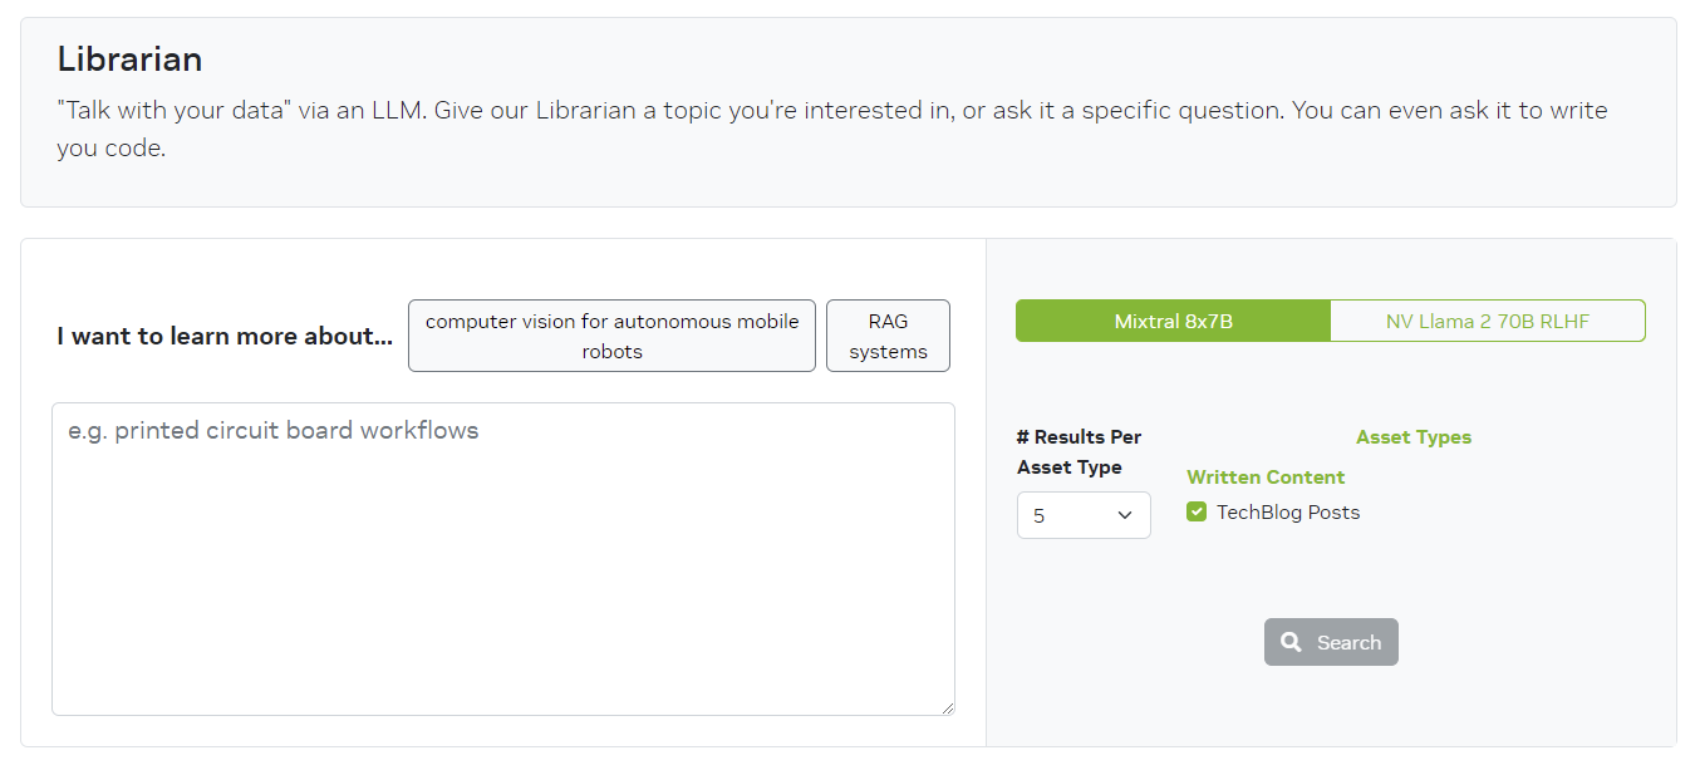 Librarian
"Talk with your data" via an LLM. Give our Librarian a topic you're interested in, or ask it a specific question. You can even ask it to write
you code.
I want to learn more about...
computer vision for autonomous mobile
robots
RAG
systems
e.g. printed circuit board workflows
Mixtral 8x7B
NV Llama 2 70B RLHF
# Results Per
Asset Type
5
Asset Types
Written Content
TechBlog Posts
Search